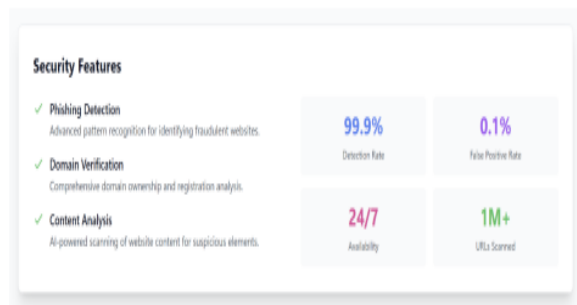 Security Features
Phishing Detection
Advanced pattern recognition for identifying fraudulent websites.
Domain Verification
Comprehensive domain ownership and registration analysis.
Content Analysis
AI-powered scanning of website content for suspicious elements.
99.9%
Detection Rate
0.1%
False Positive Rate
24/7
Availability
1M+
URLs Scanned